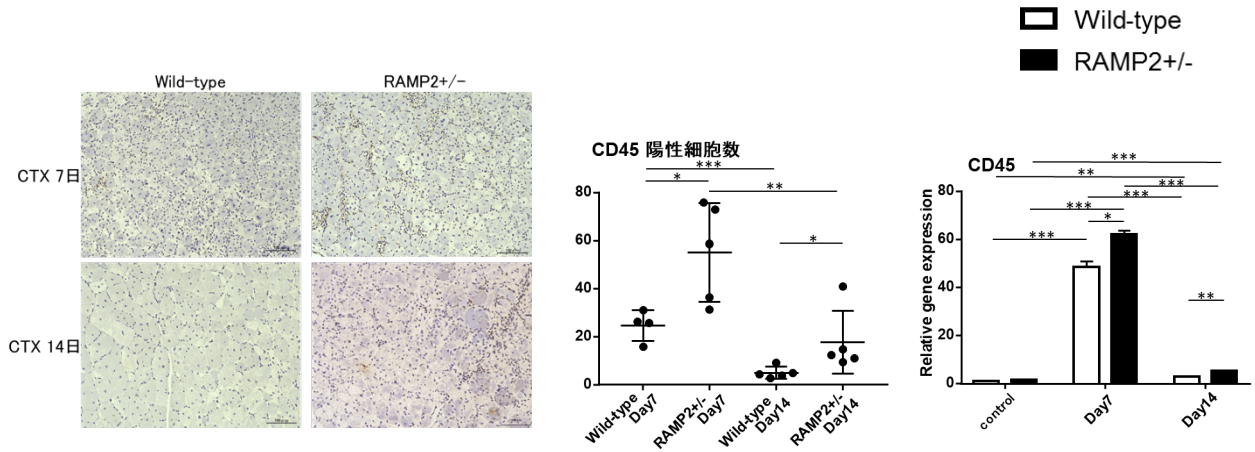 Wild-type
RAMP2+/-
Wild-type
RAMP2+/-
CTX 7日
CTX 14日
CD45 陽性細胞数
***
*
**
*
80
60
40
20
0
Wild-type
Day7
RAMP2+/-
Day7
Wild-type
Day14
RAMP2+/-
Day14
CD45
***
**
***
***
***
*
***
**
Relative gene expression
80
60
40
20
0
control
Day7
Day14